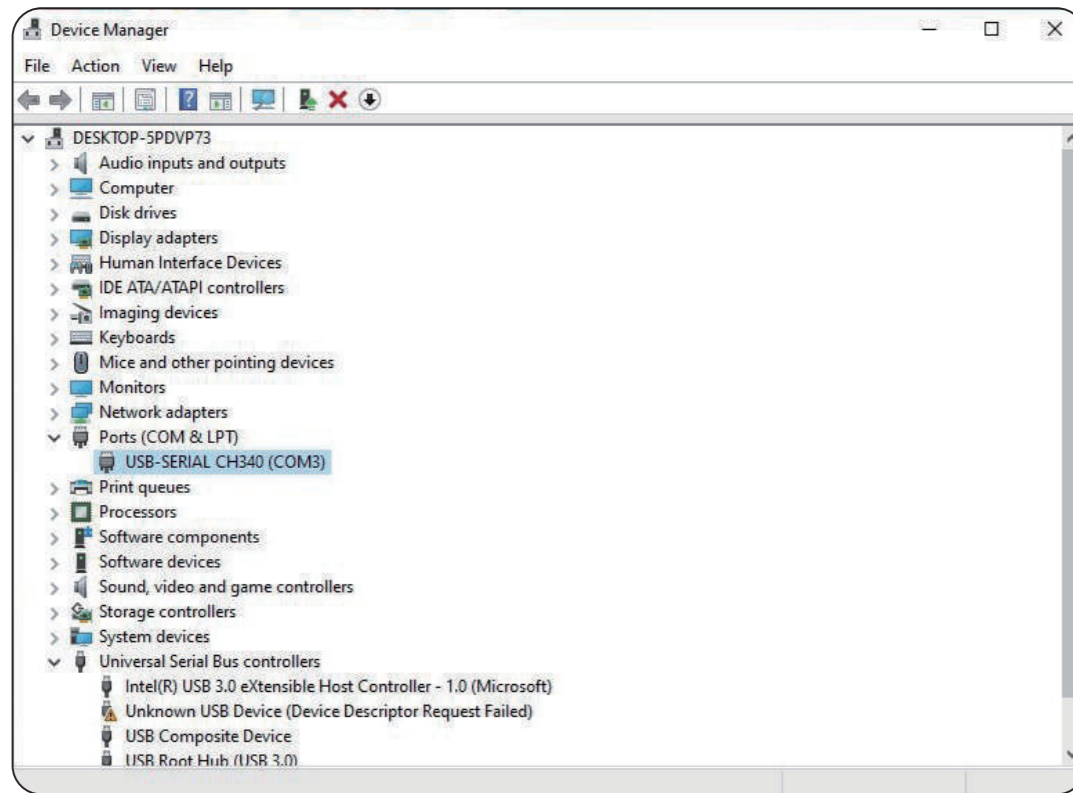 Device Manager
File Action View Help
DESKTOP-5PDVP73
Audio inputs and outputs
Computer
Disk drives
Display adapters
Human Interface Devices
IDE ATA/ATAPI controllers
Imaging devices
Keyboards
Mice and other pointing devices
Monitors
Network adapters
Ports (COM & LPT)
USB-SERIAL CH340 (COM3)
Print queues
Processors
Software components
Software devices
Sound, video and game controllers
Storage controllers
System devices
Universal Serial Bus controllers
Intel(R) USB 3.0 eXtensible Host Controller - 1.0 (Microsoft)
Unknown USB Device (Device Descriptor Request Failed)
USB Composite Device
USB Root Hub (USB 3.0)